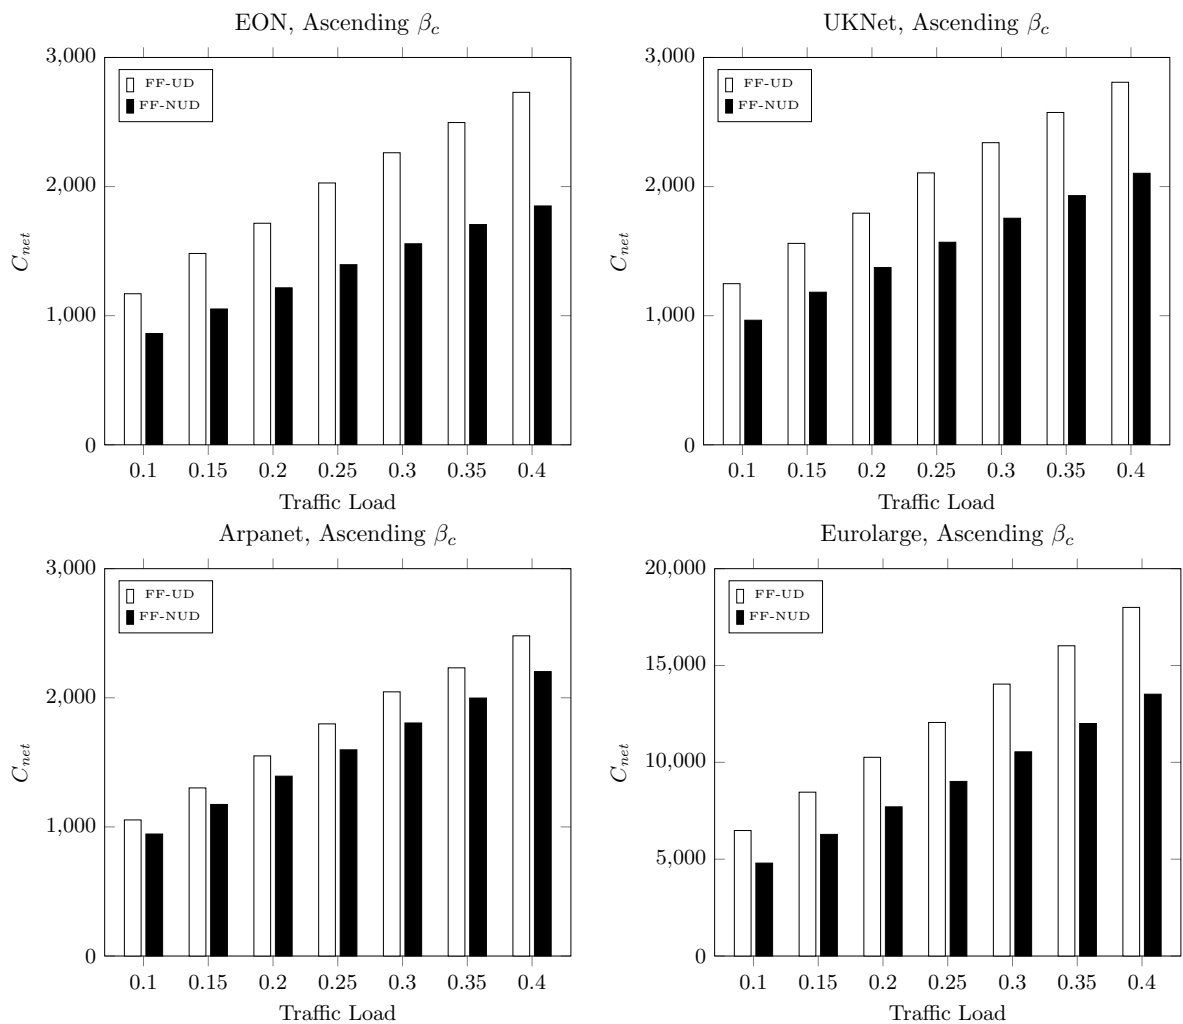 EON, Ascending βc
3,000
2,000
1,000
0
Cnet
FF-UD
FF-NUD
0.1 0.15 0.2 0.25 0.3 0.35 0.4
Traffic Load
UKNet, Ascending βc
3,000
2,000
1,000
0
Cnet
FF-UD
FF-NUD
0.1 0.15 0.2 0.25 0.3 0.35 0.4
Traffic Load
Arpanet, Ascending βc
3,000
2,000
1,000
0
Cnet
FF-UD
FF-NUD
0.1 0.15 0.2 0.25 0.3 0.35 0.4
Traffic Load
Eurolarge, Ascending βc
20,000
15,000
10,000
5,000
0
Cnet
FF-UD
FF-NUD
0.1 0.15 0.2 0.25 0.3 0.35 0.4
Traffic Load